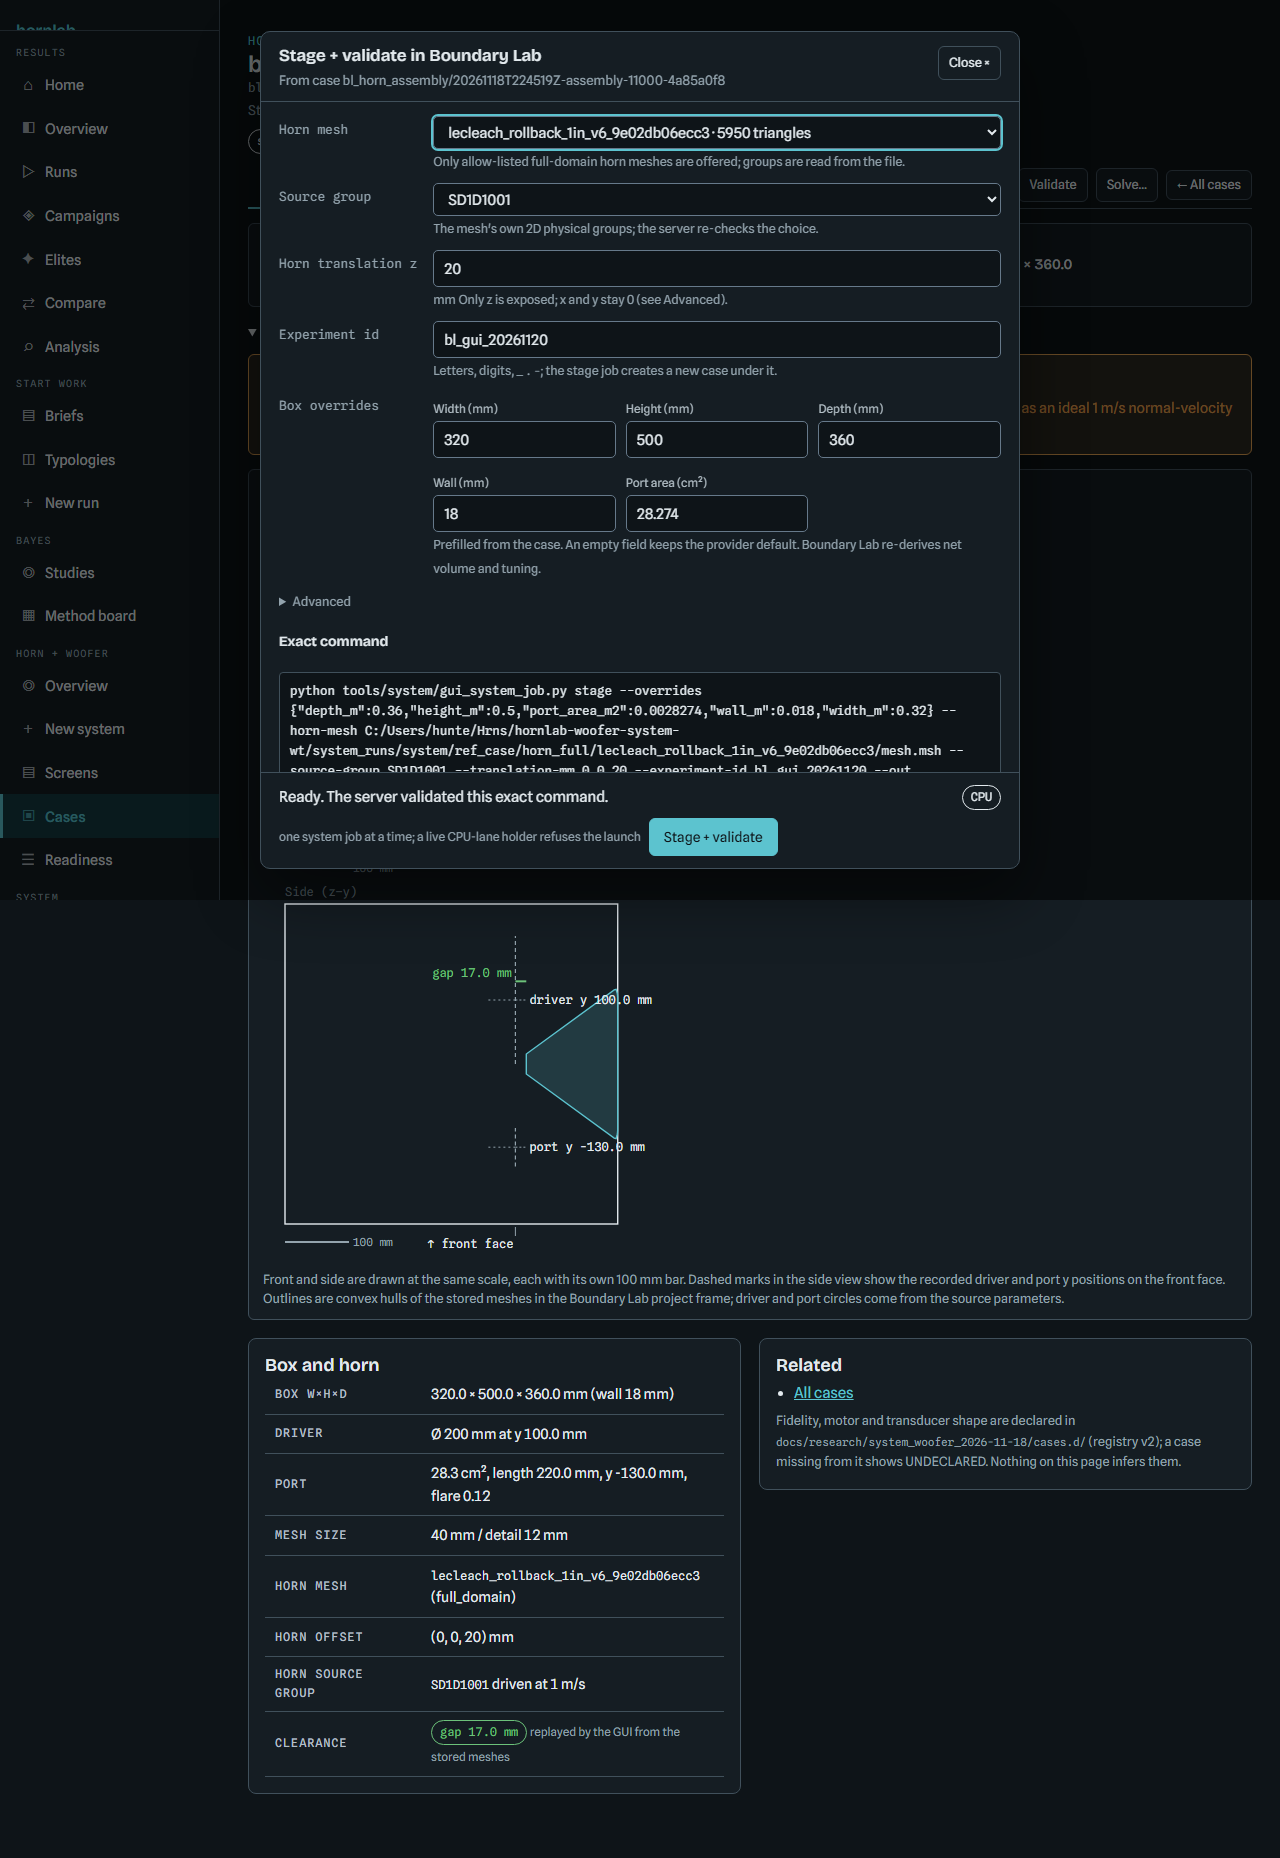 RESULTS
Home
Overview
Runs
Campaigns
Elites
Compare
Analysis
START WORK
Briefs
Typologies
+ New run
BAYES
Studies
Method board
HORN + WOOFER
Overview
+ New system
Screens
Cases
Readiness
SYSTEM
Stage + validate in Boundary Lab
From case bl_horn_assembly/20261118T224519Z-assembly-11000-4a85a0f8
Close ×
Horn mesh
lecleach_rollback_1in_v6_9e02db06ecc3 · 5950 triangles
Only allow-listed full-domain horn meshes are offered; groups are read from the file.
Source group
SD1D1001
The mesh's own 2D physical groups; the server re-checks the choice.
Horn translation z
20
mm Only z is exposed; x and y stay 0 (see Advanced).
Experiment id
bl_gui_20261120
Letters, digits, _ . -; the stage job creates a new case under it.
Box overrides
Width (mm) Height (mm) Depth (mm)
320 500 360
Wall (mm) Port area (cm²)
18 28.274
Prefilled from the case. An empty field keeps the provider default. Boundary Lab re-derives net
volume and tuning.
▶ Advanced
Exact command
python tools/system/gui_system_job.py stage --overrides
{"depth_m":0.36,"height_m":0.5,"port_area_m2":0.0028274,"wall_m":0.018,"width_m":0.32} --
horn-mesh C:/Users/hunte/Hrns/hornlab-woofer-system-
wt/system_runs/system/ref_case/horn_full/lecleach_rollback_1in_v6_9e02db06ecc3/mesh.msh --
source-group SD1D1001 --translation-mm 0 0 20 --experiment-id bl_gui_20261120 --out
Ready. The server validated this exact command.
CPU
one system job at a time; a live CPU-lane holder refuses the launch
Stage + validate
Validate
Solve...
← All cases
× 360.0
as an ideal 1 m/s normal-velocity
Side (z-y)
gap 17.0 mm
driver y 100.0 mm
port y -130.0 mm
100 mm
↑ front face
Front and side are drawn at the same scale, each with its own 100 mm bar. Dashed marks in the side view show the recorded driver and port y positions on the front face.
Outlines are convex hulls of the stored meshes in the Boundary Lab project frame; driver and port circles come from the source parameters.
Box and horn
BOX W×H×D 320.0 × 500.0 × 360.0 mm (wall 18 mm)
DRIVER Ø 200 mm at y 100.0 mm
PORT 28.3 cm², length 220.0 mm, y -130.0 mm,
flare 0.12
MESH SIZE 40 mm / detail 12 mm
HORN MESH lecleach_rollback_1in_v6_9e02db06ecc3
(full_domain)
HORN OFFSET (0, 0, 20) mm
HORN SOURCE
GROUP
SD1D1001 driven at 1 m/s
CLEARANCE gap 17.0 mm replayed by the GUI from the
stored meshes
Related
• All cases
Fidelity, motor and transducer shape are declared in
docs/research/system_woofer_2026-11-18/cases.d/ (registry v2); a case
missing from it shows UNDECLARED. Nothing on this page infers them.